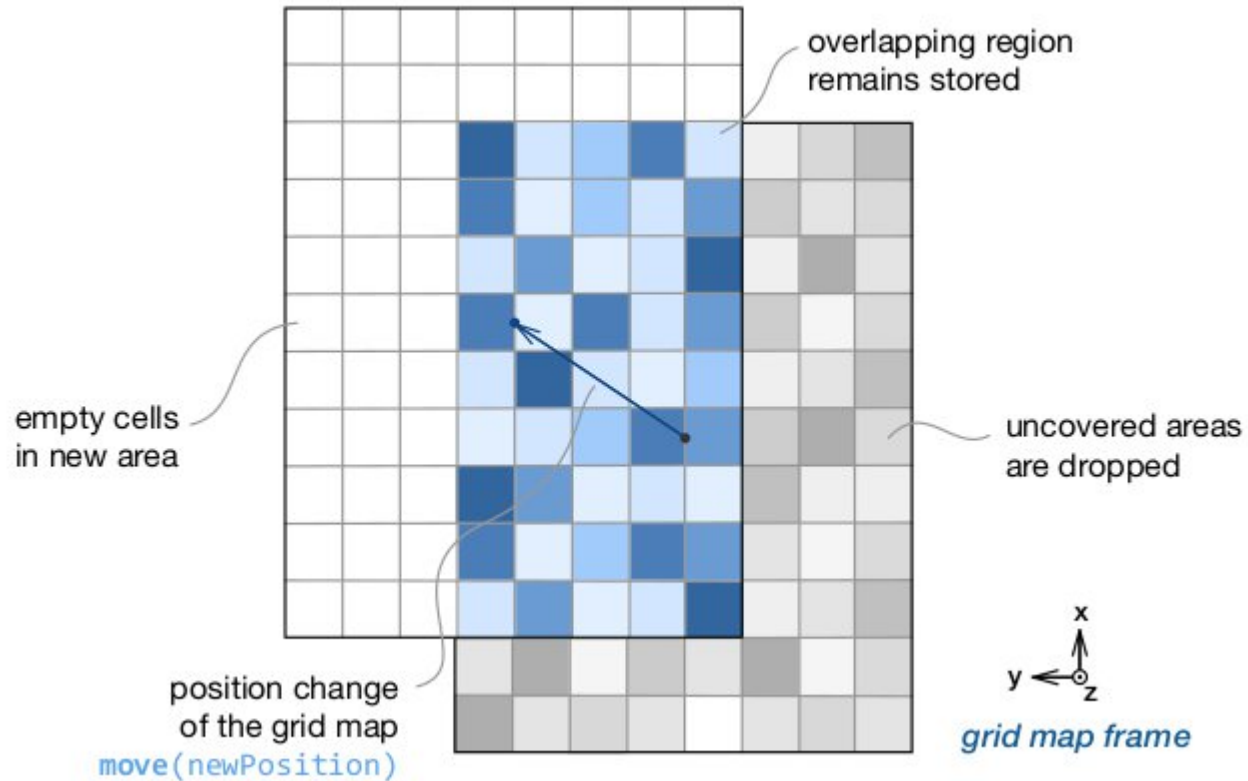 overlapping region
remains stored
empty cells
in new area
uncovered areas
are dropped
position change
of the grid map
move(newPosition)
x
y
z
grid map frame